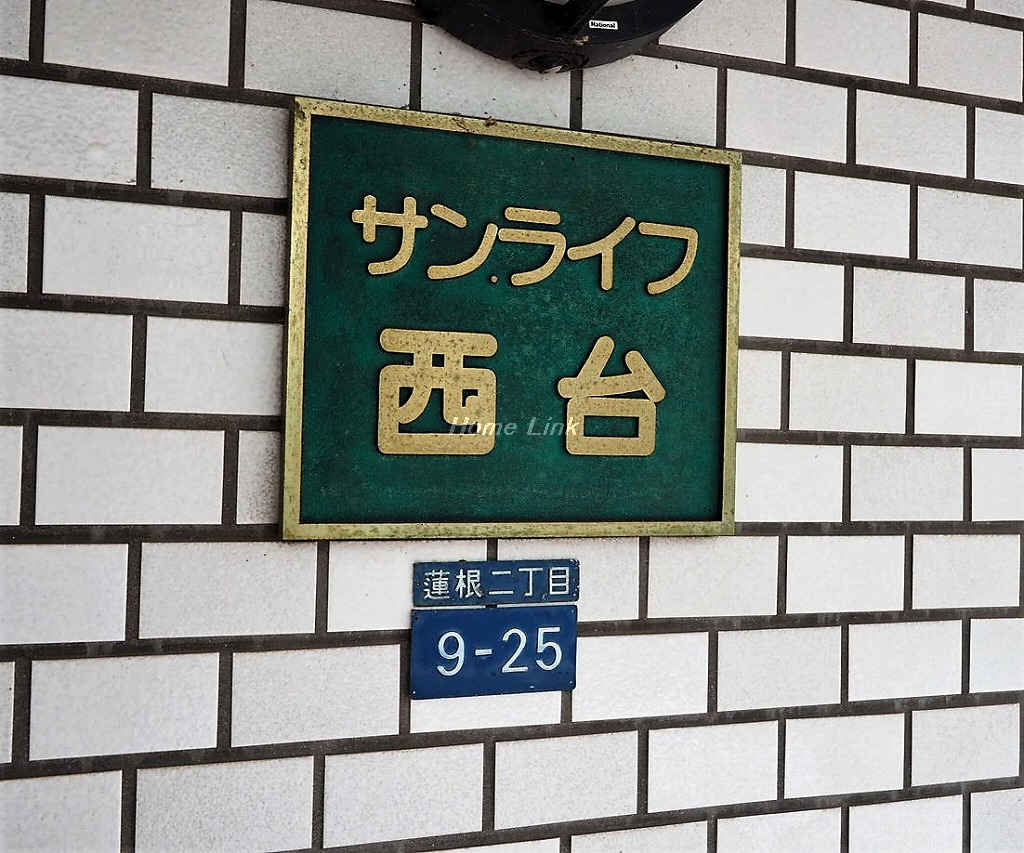 National
サンライフ
西台
Home Link
蓮根二丁目
9-25